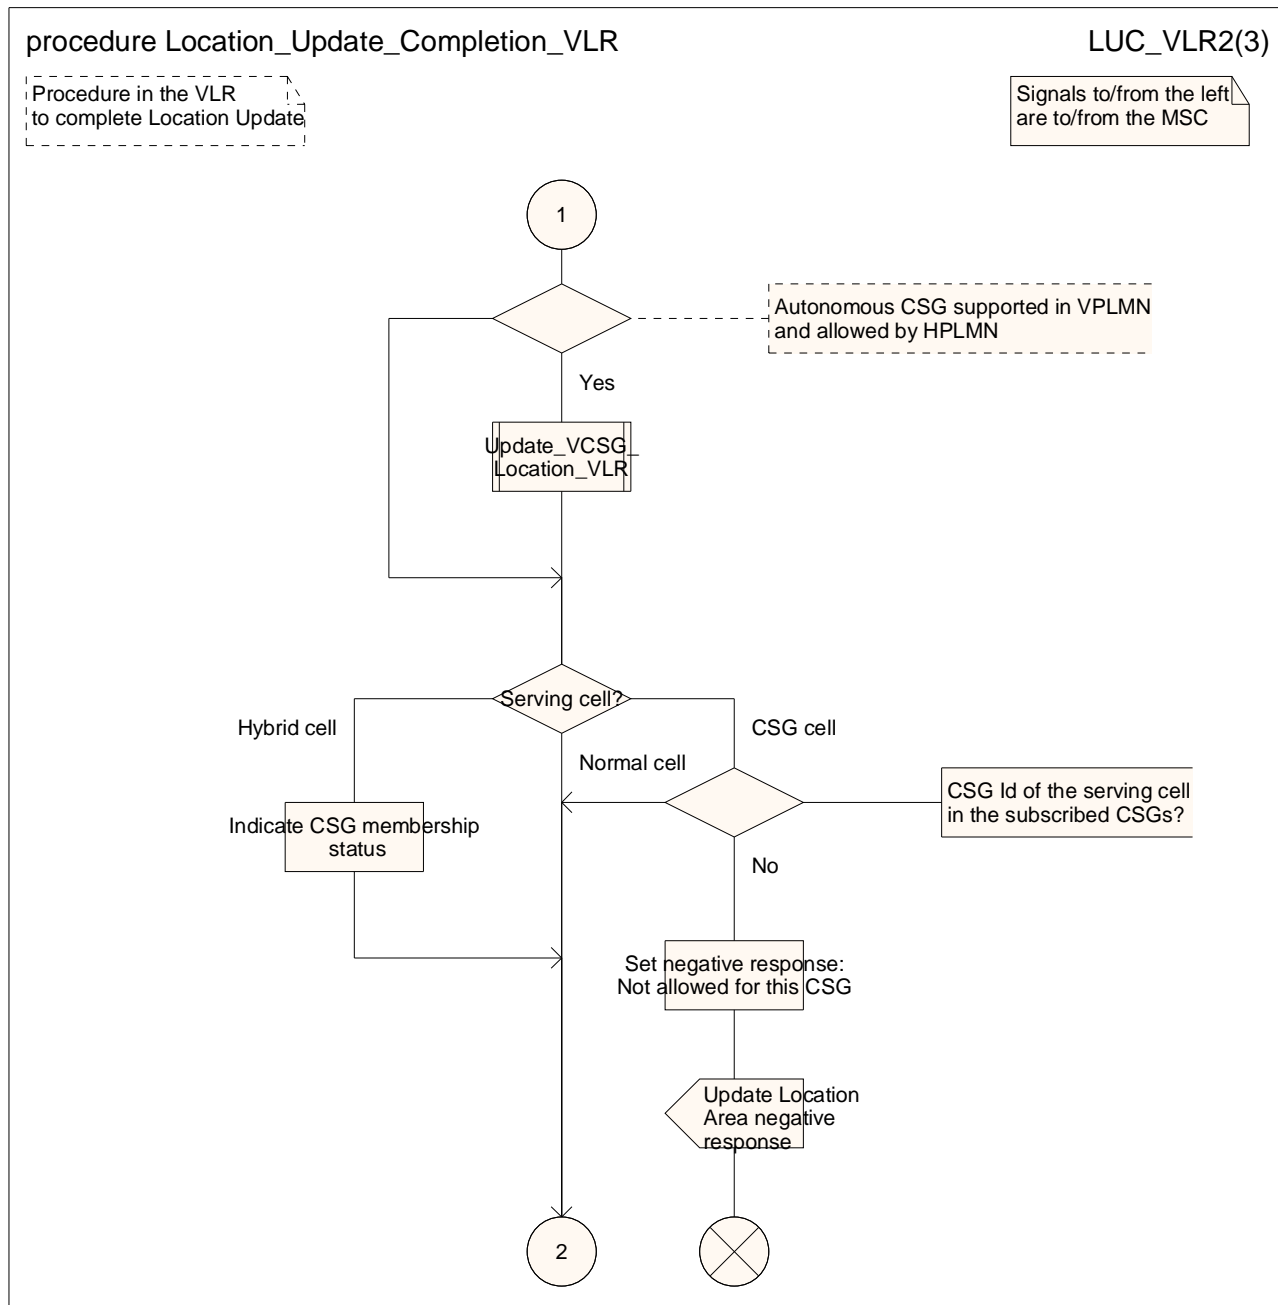 procedure Location_Update_Completion_VLR
LUC_VLR2(3)
Procedure in the VLR
to complete Location Update
Signals to/from the left
are to/from the MSC
1
Autonomous CSG supported in VPLMN
and allowed by HPLMN
Yes
Update_VCSG_
Location_VLR
Serving cell?
Hybrid cell
CSG cell
Normal cell
CSG Id of the serving cell
in the subscribed CSGs?
Indicate CSG membership
status
No
Set negative response:
Not allowed for this CSG
Update Location
Area negative
response
2